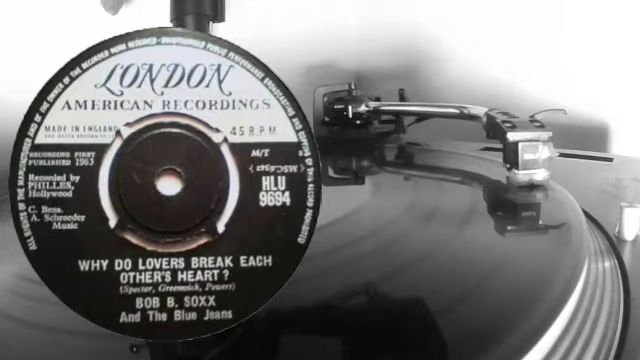 LONDON
AMERICAN RECORDINGS
MADE IN ENGLAND
45 R.P.M.
RECORDING FIRST
PUBLISHED 1963
Recorded by
PHILLES,
Hollywood
C. Bens.
A. Schroeder
Music
M/T
HLU
9694
WHY DO LOVERS BREAK EACH
OTHER'S HEART?
(Spector, Greenwich, Powers)
BOB B. SOXX
And The Blue Jeans